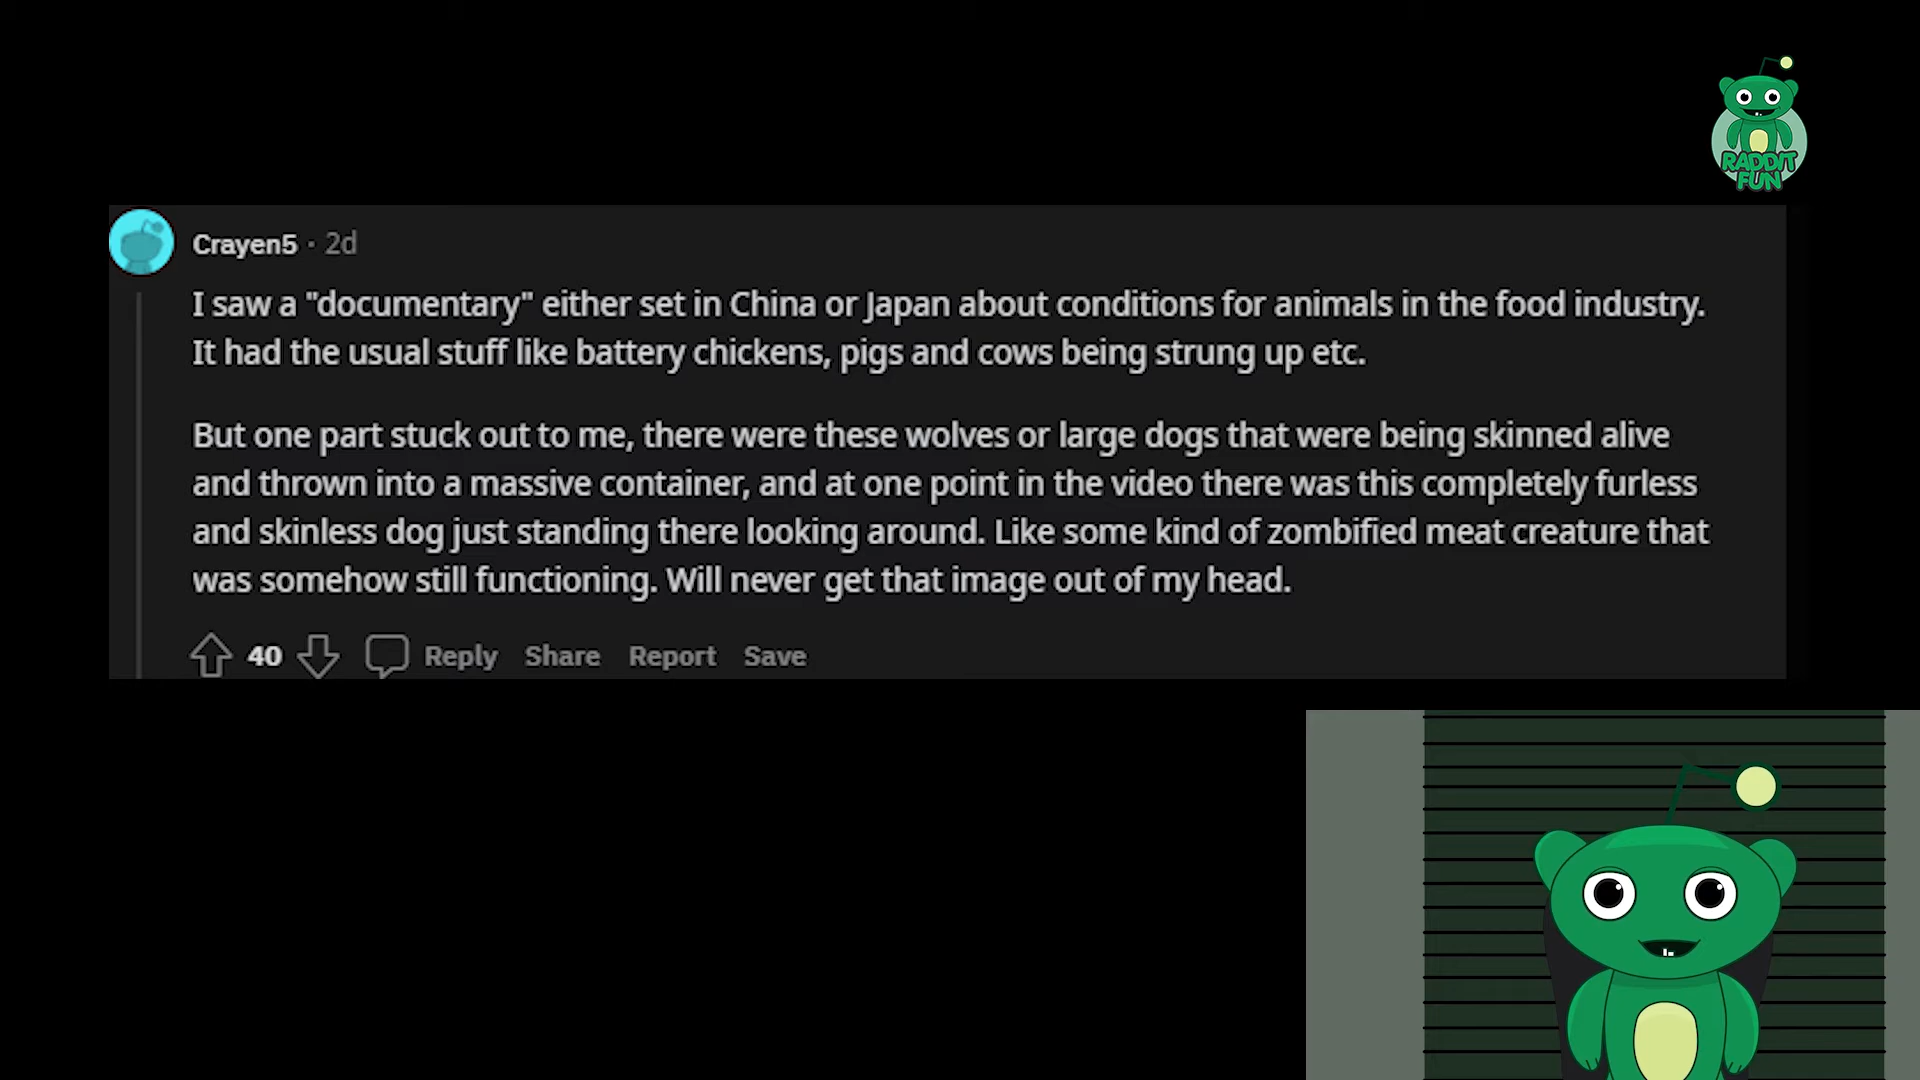 RADDIT
FUN
Crayen5 · 2d
I saw a "documentary" either set in China or Japan about conditions for animals in the food industry.
It had the usual stuff like battery chickens, pigs and cows being strung up etc.
But one part stuck out to me, there were these wolves or large dogs that were being skinned alive
and thrown into a massive container, and at one point in the video there was this completely furless
and skinless dog just standing there looking around. Like some kind of zombified meat creature that
was somehow still functioning. Will never get that image out of my head.
40 Reply Share Report Save